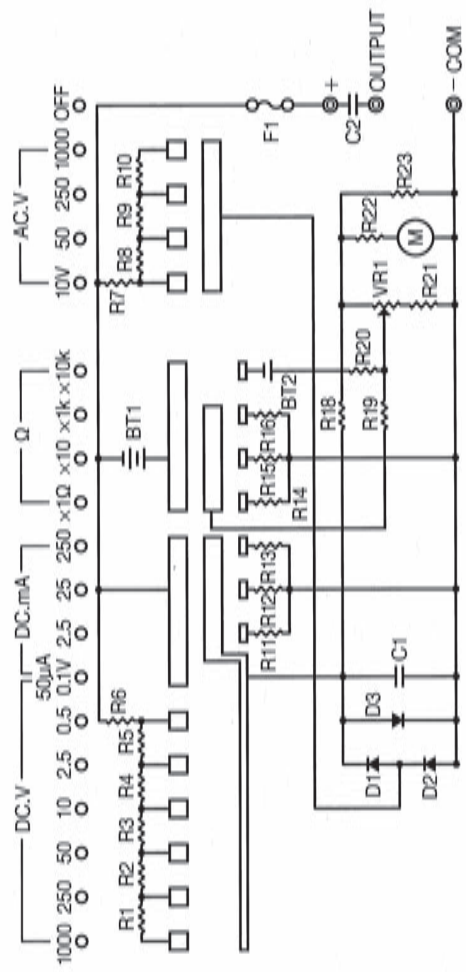 DC.V DC.mA Ω AC.V
50μA
1000 250 50 10 2.5 0.5 0.1V 2.5 25 250 ×1Ω ×10 ×1k ×10k 10V 50 250 1000 OFF
R1 R2 R3 R4 R5 R6
BT1
R7 R8 R9 R10
R11 R12 R13
R14 R15 R16
BT2
F1
+
C2
OUTPUT
R18
R19
R20
VR1
R21
R22
M
R23
D1
D2
D3
C1
− COM